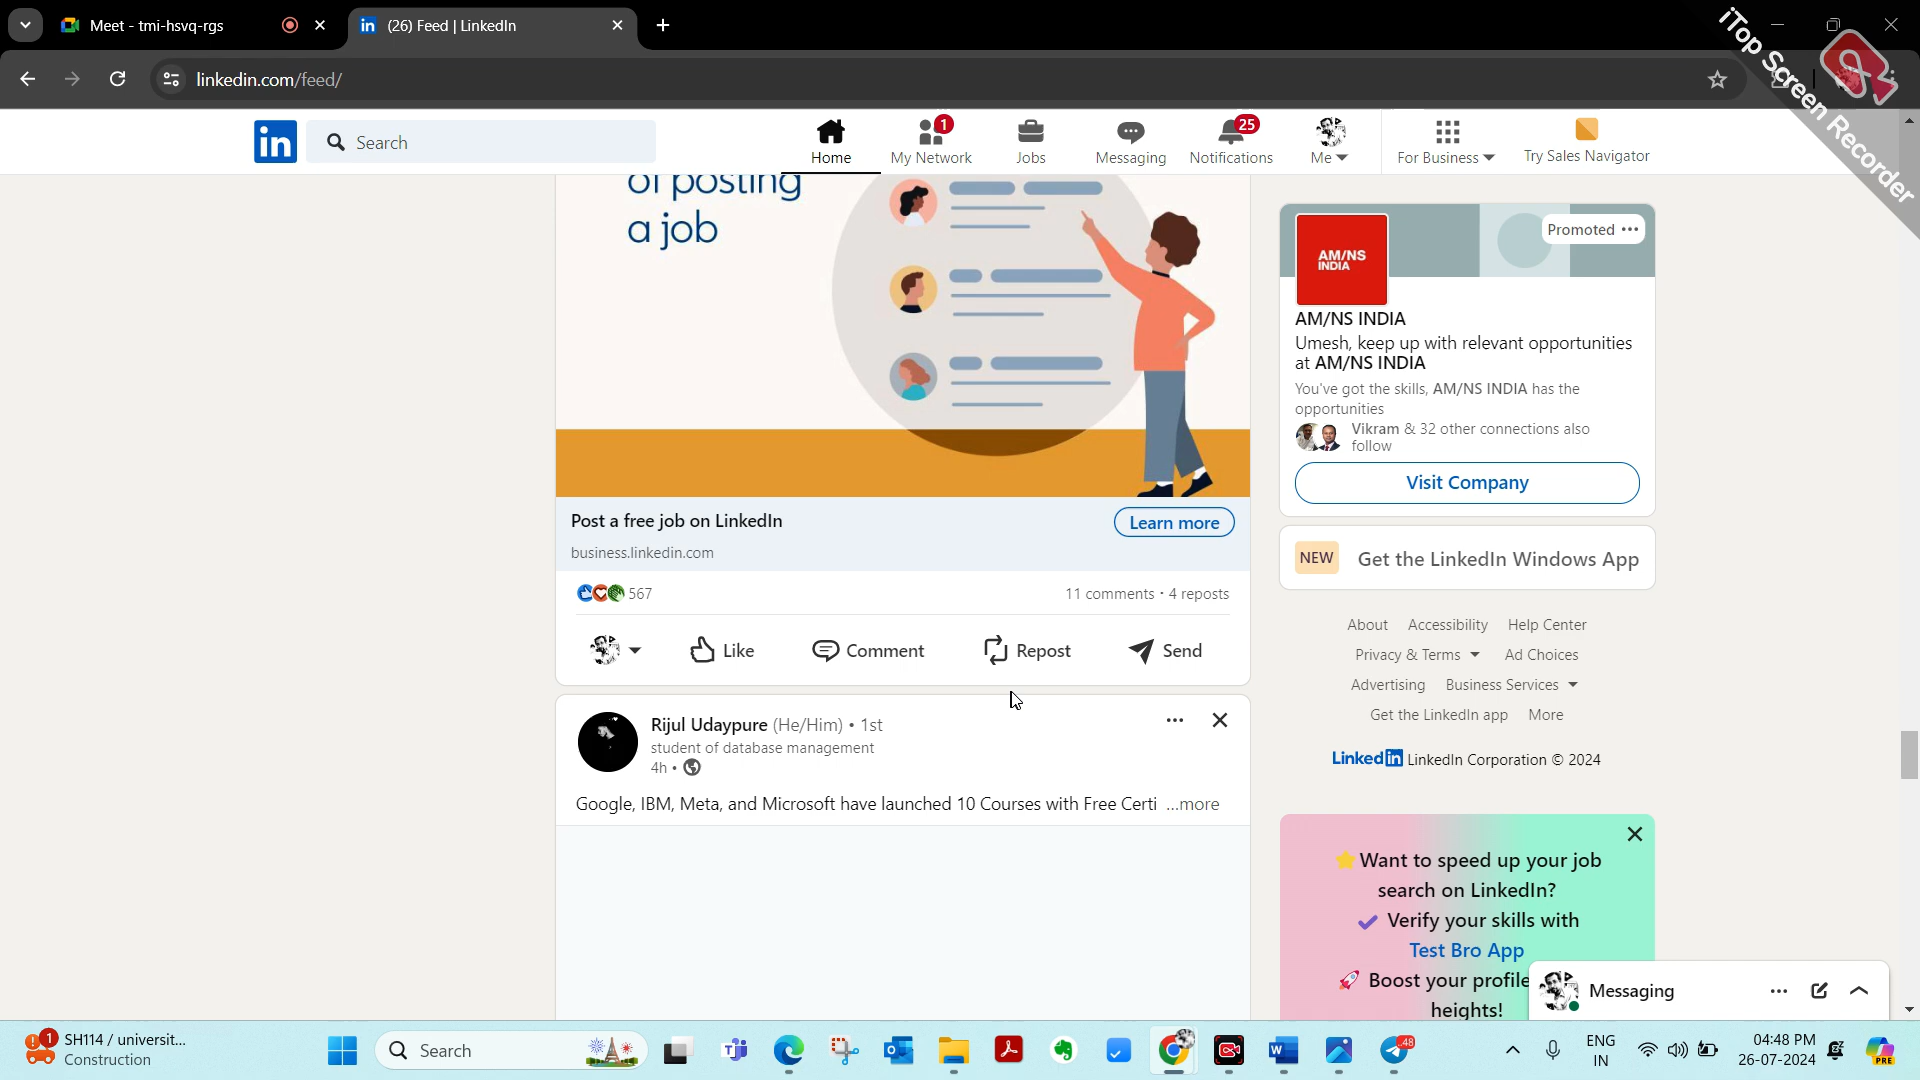 Meet - tmi-hsvq-rgs
(26) Feed | LinkedIn
iTop Screen Recorder
linkedin.com/feed/
in
Search
Home
1
My Network
Jobs
Messaging
25
Notifications
Me
For Business
Try Sales Navigator
of posting
a job
Post a free job on LinkedIn
business.linkedin.com
Learn more
567
11 comments • 4 reposts
Like
Comment
Repost
Send
Rijul Udaypure (He/Him) • 1st
student of database management
4h •
Google, IBM, Meta, and Microsoft have launched 10 Courses with Free Certi ...more
Promoted
AM/NS
INDIA
AM/NS INDIA
Umesh, keep up with relevant opportunities
at AM/NS INDIA
You've got the skills, AM/NS INDIA has the
opportunities
Vikram & 32 other connections also
follow
Visit Company
NEW Get the LinkedIn Windows App
About Accessibility Help Center
Privacy & Terms Ad Choices
Advertising Business Services
Get the LinkedIn app More
LinkedIn LinkedIn Corporation © 2024
⭐Want to speed up your job
search on LinkedIn?
✔ Verify your skills with
Test Bro App
🚀 Boost your profile
heights!
Messaging
1
SH114 / universit...
Construction
Search
48
ENG
IN
04:48 PM
26-07-2024
PRE